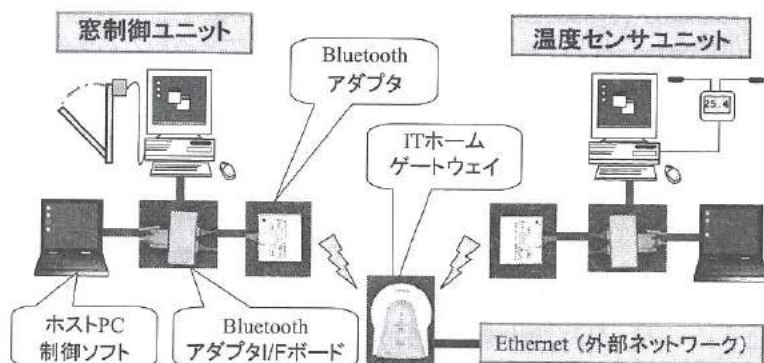 窓制御ユニット
温度センサユニット
Bluetooth
アダプタ
25.4
ITホーム
ゲートウェイ
ホストPC
制御ソフト
Bluetooth
アダプタI/Fボード
Ethernet（外部ネットワーク）